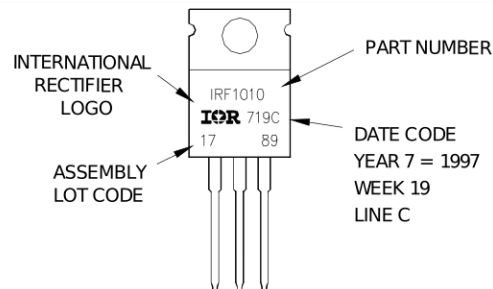 INTERNATIONAL
RECTIFIER
LOGO
ASSEMBLY
LOT CODE
IRF1010
IOR 719C
17 89
PART NUMBER
DATE CODE
YEAR 7 = 1997
WEEK 19
LINE C